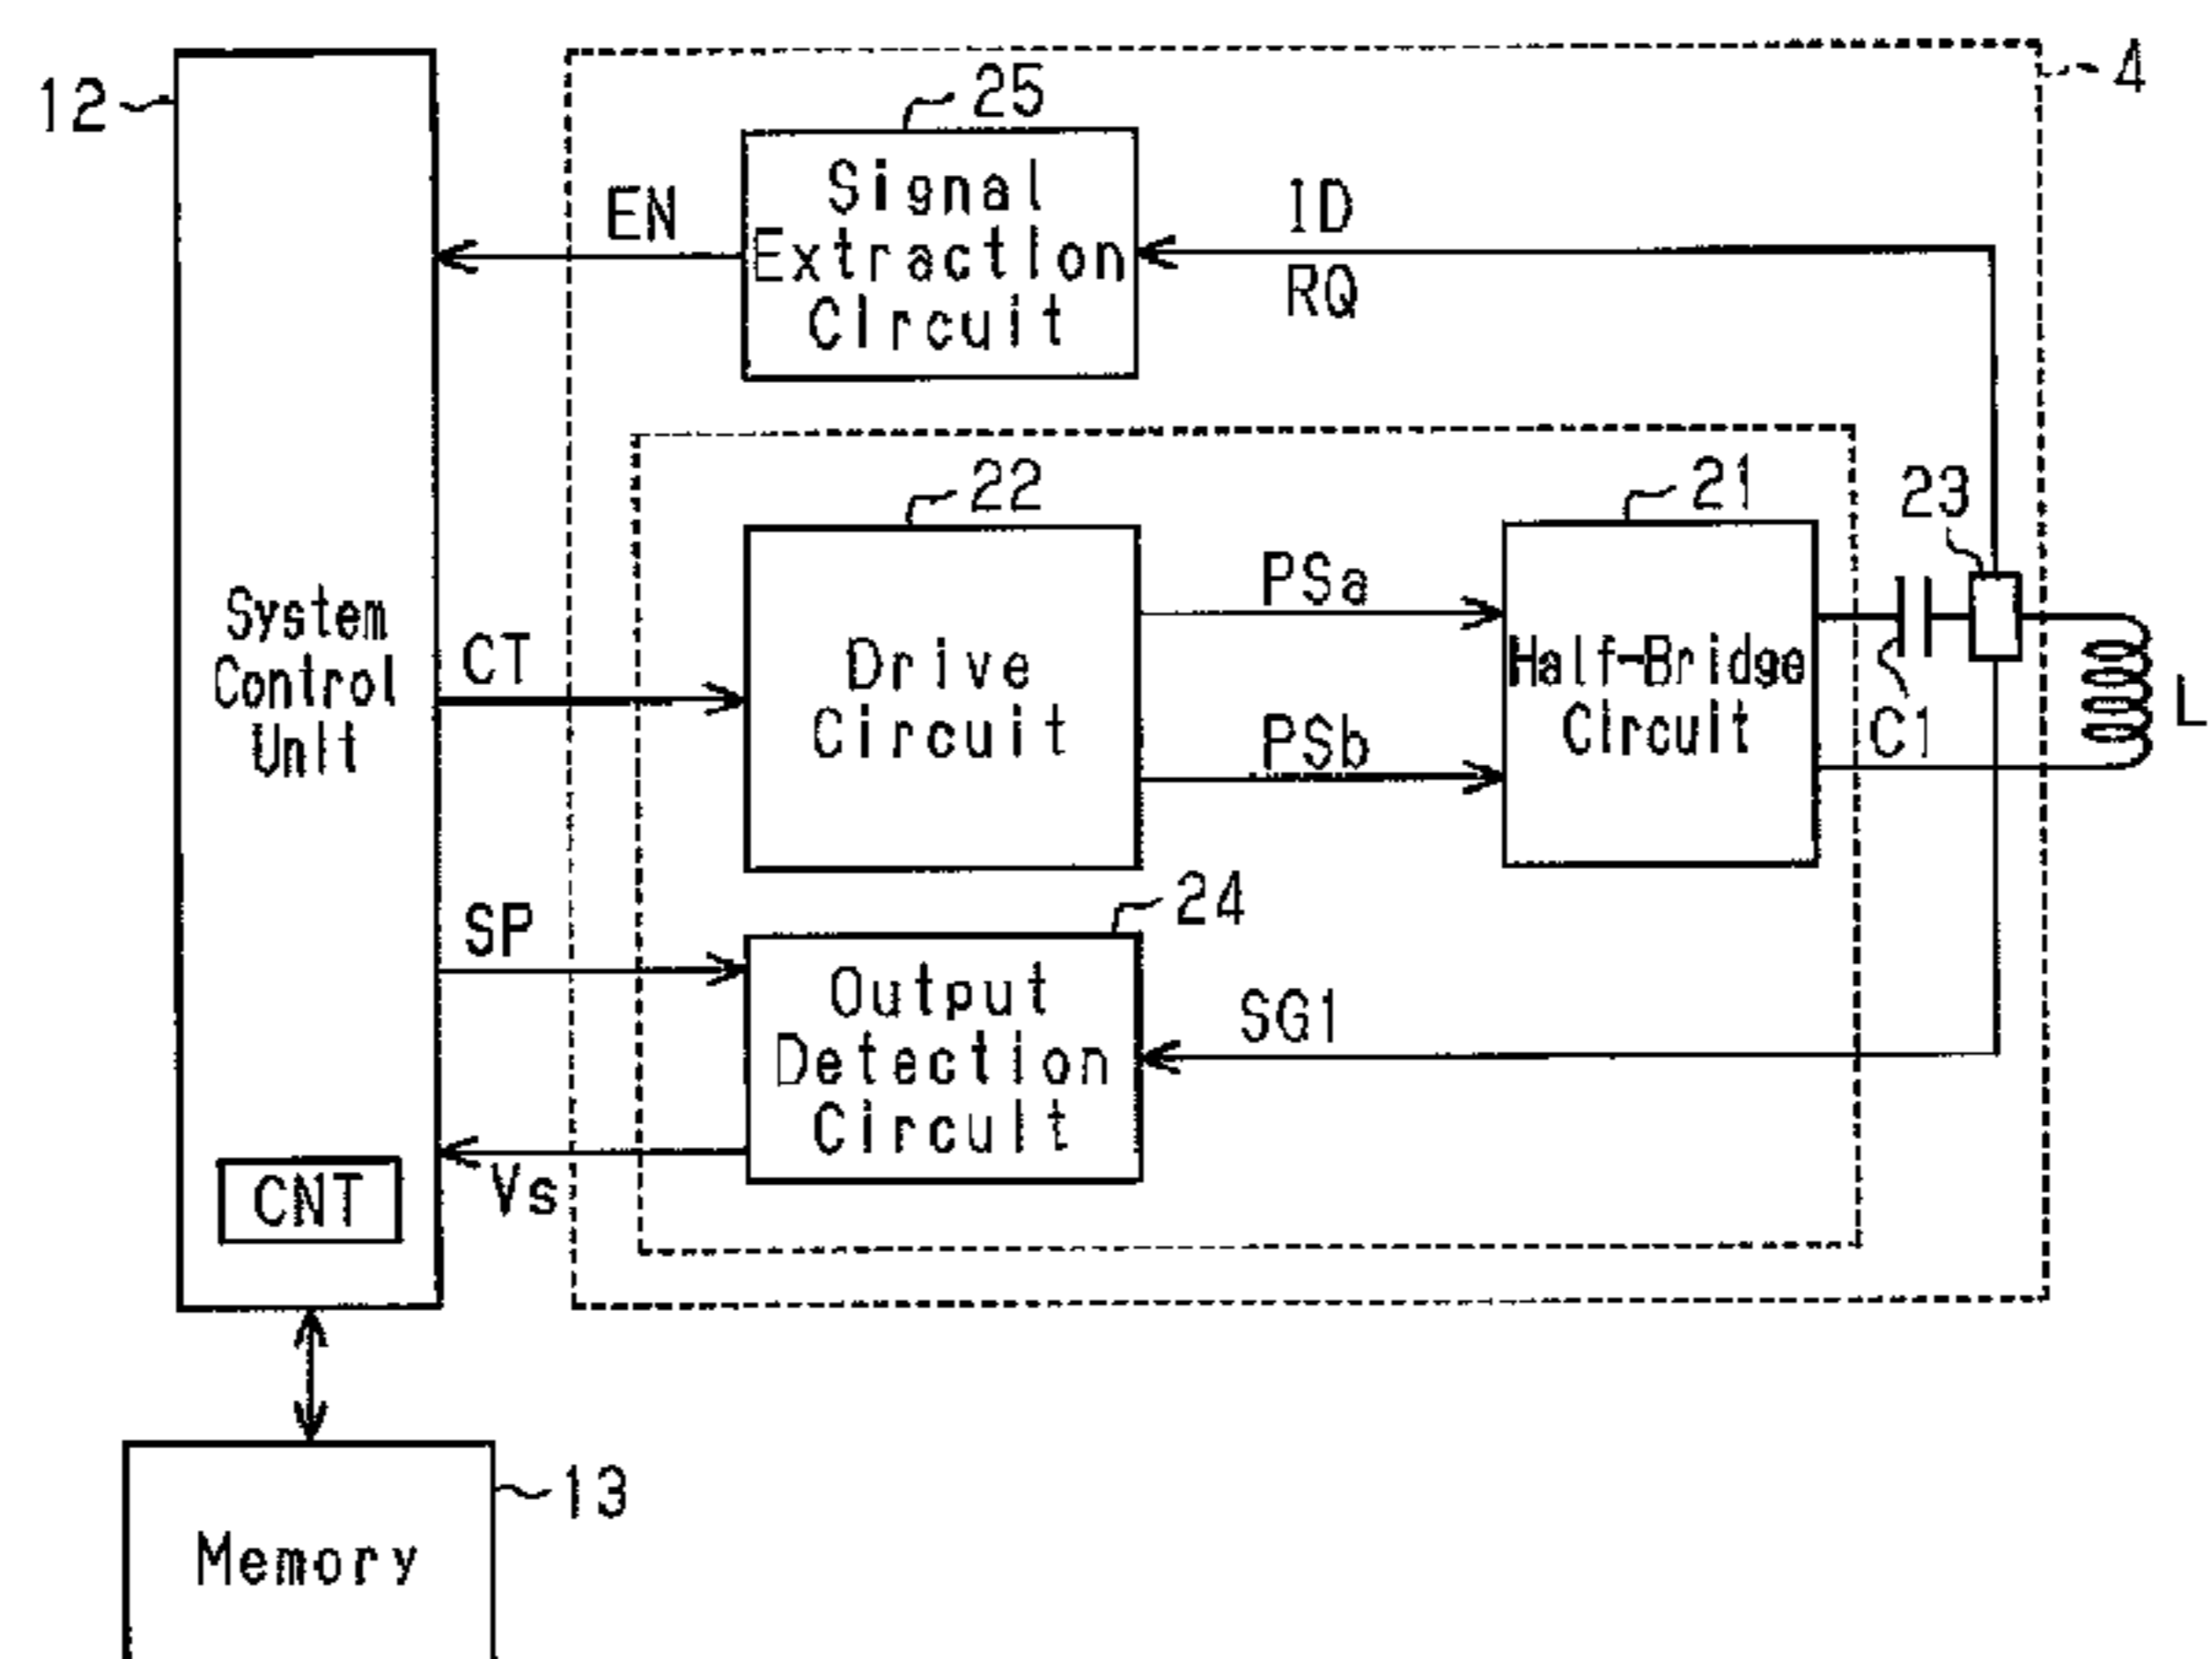 12
4
25
Signal
Extraction
Circuit
EN
ID
RQ
22
21
23
System
Control
Unit
CT
Drive
Circuit
PSa
PSb
Half-Bridge
Circuit
C1
L
24
SP
Output
Detection
Circuit
SG1
Vs
CNT
13
Memory